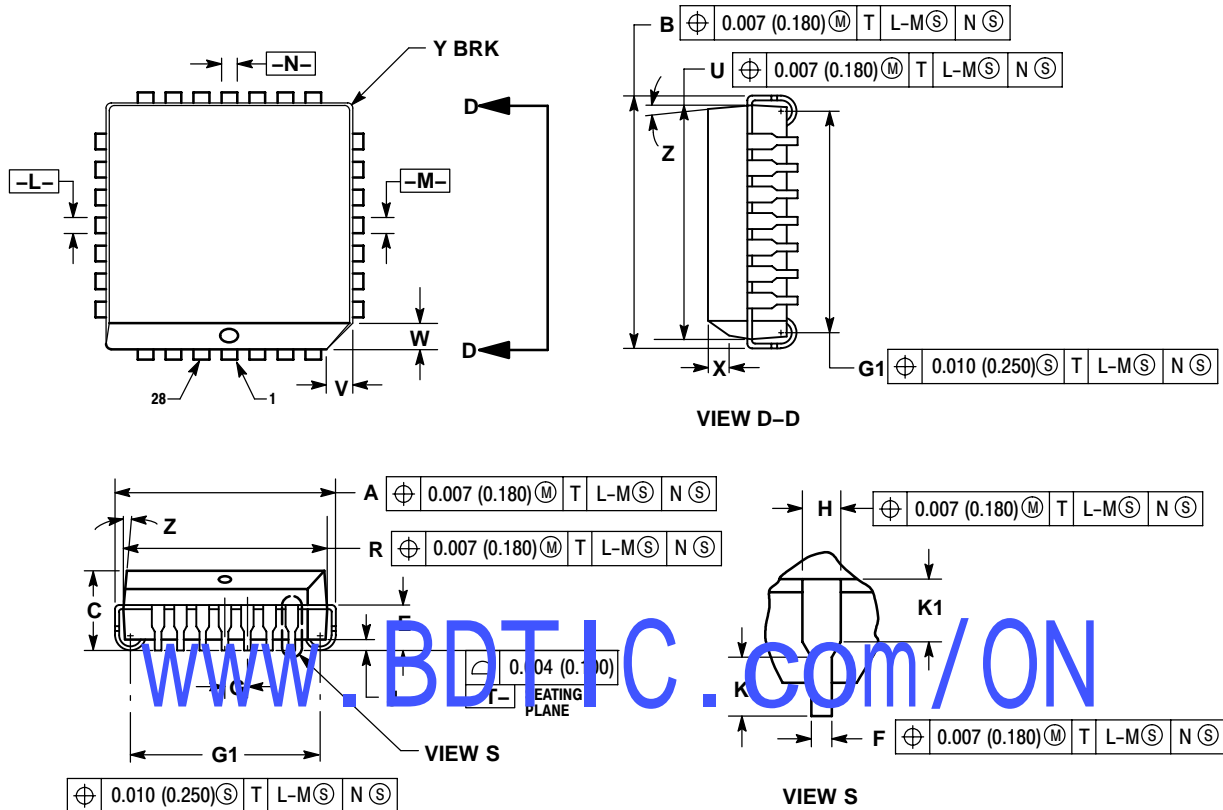 B ⌖ 0.007 (0.180) Ⓜ T L–M Ⓢ N Ⓢ
Y BRK
–N–
U ⌖ 0.007 (0.180) Ⓜ T L–M Ⓢ N Ⓢ
D
Z
–L–
–M–
W
D
V
28
1
X
G1 ⌖ 0.010 (0.250) Ⓢ T L–M Ⓢ N Ⓢ
VIEW D–D
A ⌖ 0.007 (0.180) Ⓜ T L–M Ⓢ N Ⓢ
H ⌖ 0.007 (0.180) Ⓜ T L–M Ⓢ N Ⓢ
Z
R ⌖ 0.007 (0.180) Ⓜ T L–M Ⓢ N Ⓢ
C
E
K1
0.004 (0.100)
www.BDTIC.com/ON
G
–T–
PLANE
K
G1
VIEW S
F ⌖ 0.007 (0.180) Ⓜ T L–M Ⓢ N Ⓢ
⌖ 0.010 (0.250) Ⓢ T L–M Ⓢ N Ⓢ
VIEW S